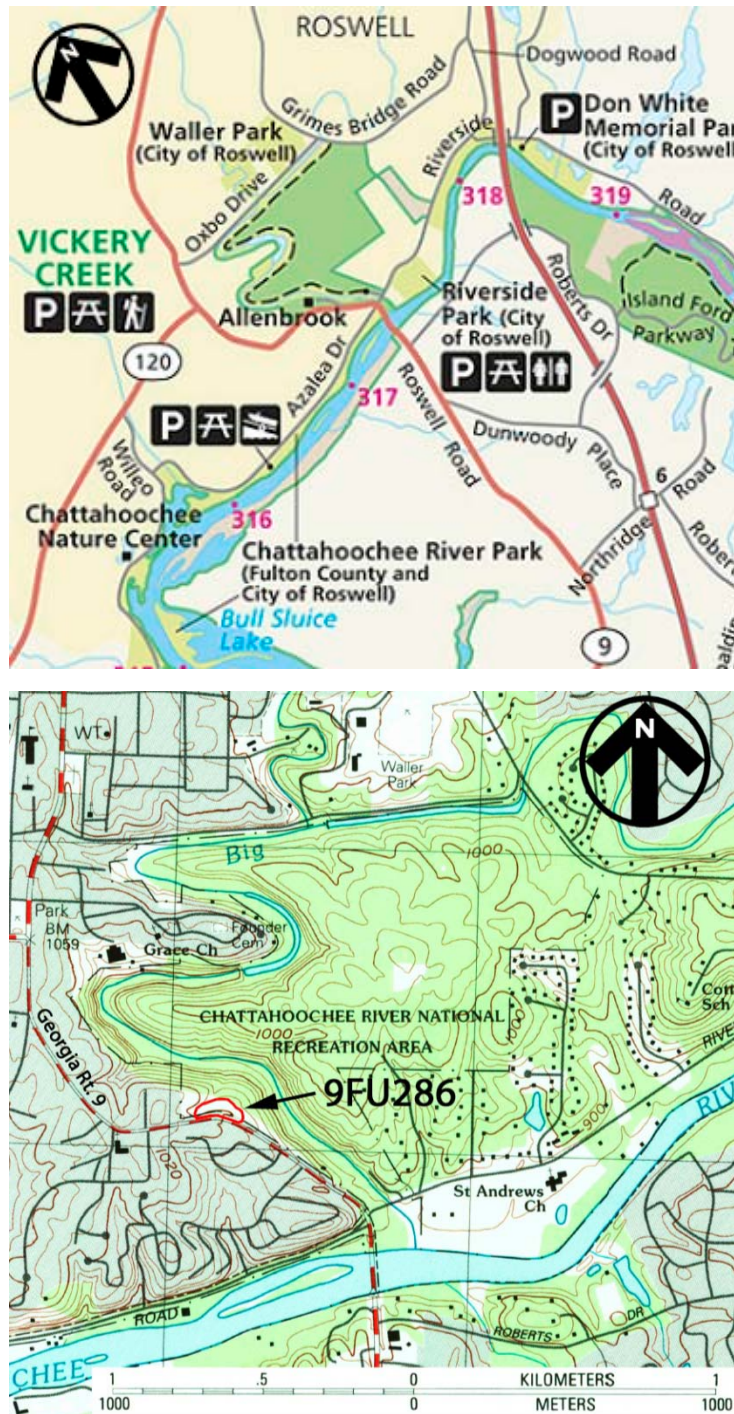 N
ROSWELL
Dogwood Road
Grimes Bridge Road
P
Don White
Memorial Par
(City of Roswell
Waller Park
(City of Roswell)
Riverside
Road
Oxbo Drive
318
319
VICKERY
CREEK
P
Allenbrook
Riverside
Park (City
of Roswell)
P
Roberts Dr
Island Ford
Parkway
120
Azalea Dr
317
P
Roswell
Road
Dunwoody
Place
Willeo
Road
6
Road
Northridge
Robert
Chattahoochee
Nature Center
316
Chattahoochee River Park
(Fulton County and
City of Roswell)
Bull Sluice
Lake
9
N
WT
Waller
Park
Big
1000
Park
BM
1059
Grace Ch
Founder
Cem
Georgia Rt. 9
CHATTAHOOCHEE RIVER NATIONAL
1000
RECREATION AREA
1000
Sch
9FU286
900
1020
St Andrews
Ch
ROAD
ROBERTS
DR
CHEE
1 .5 0 KILOMETERS 1
1000 0 METERS 1000